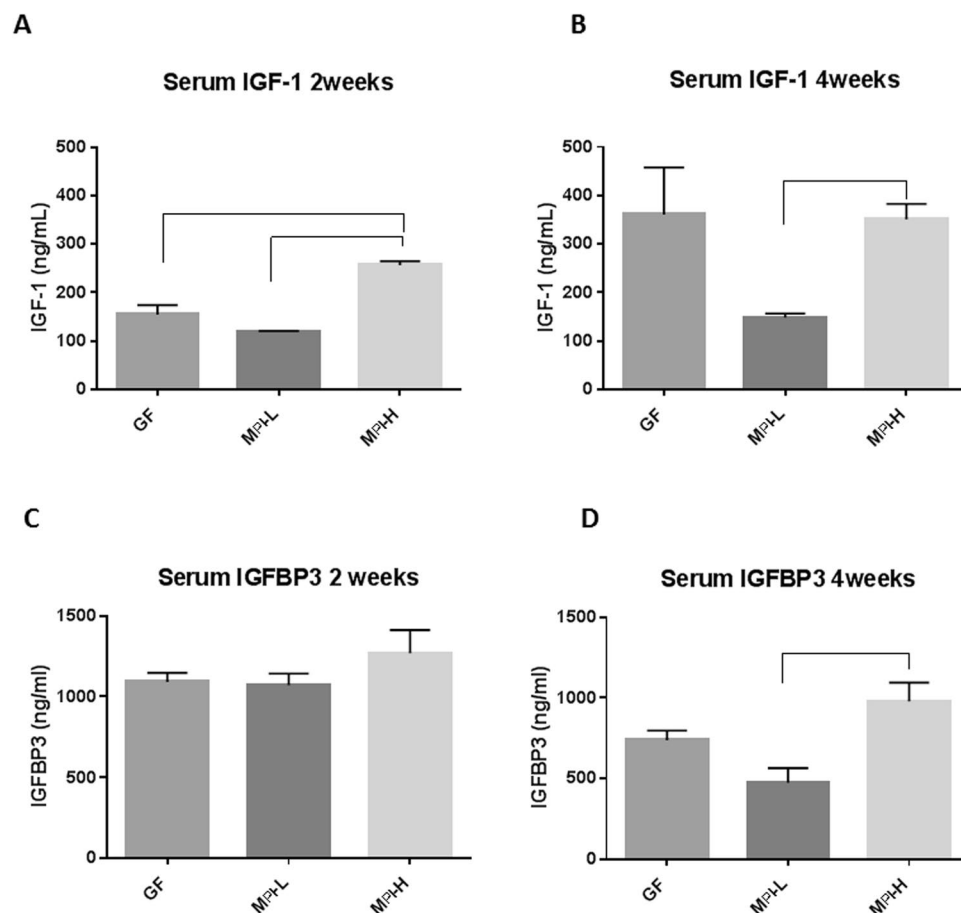 A
Serum IGF-1 2weeks
IGF-1 (ng/mL)
500
400
300
200
100
0
GF
MPI-L
MPI-H
B
Serum IGF-1 4weeks
IGF-1 (ng/mL)
500
400
300
200
100
0
GF
MPI-L
MPI-H
C
Serum IGFBP3 2 weeks
IGFBP3 (ng/ml)
1500
1000
500
0
GF
MPI-L
MPI-H
D
Serum IGFBP3 4weeks
IGFBP3 (ng/ml)
1500
1000
500
0
GF
MPI-L
MPI-H